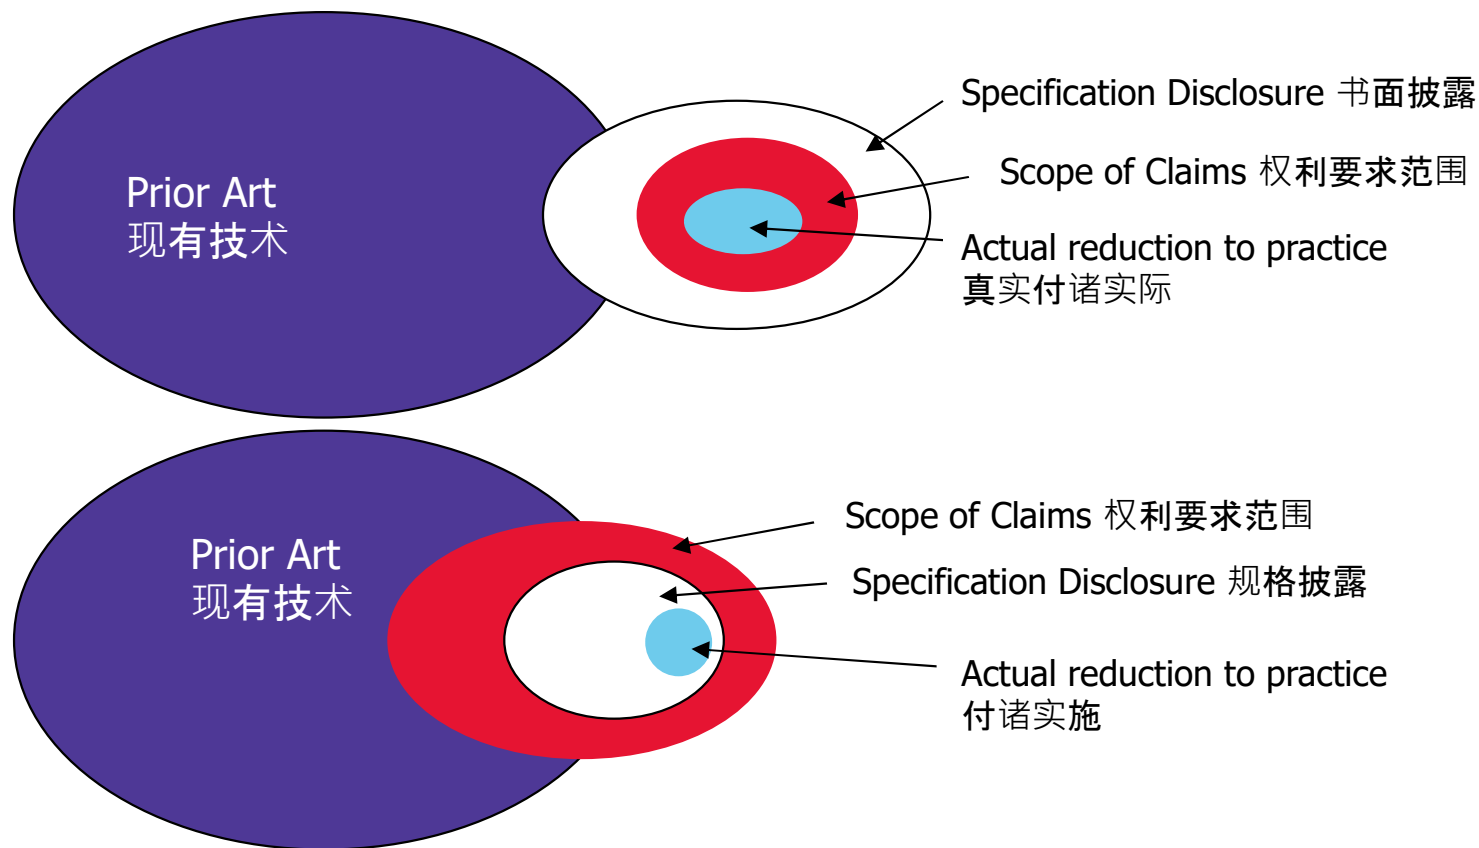 Specification Disclosure 书面披露
Scope of Claims 权利要求范围
Prior Art
现有技术
Actual reduction to practice
真实付诸实际
Scope of Claims 权利要求范围
Prior Art
现有技术
Specification Disclosure 规格披露
Actual reduction to practice
付诸实施